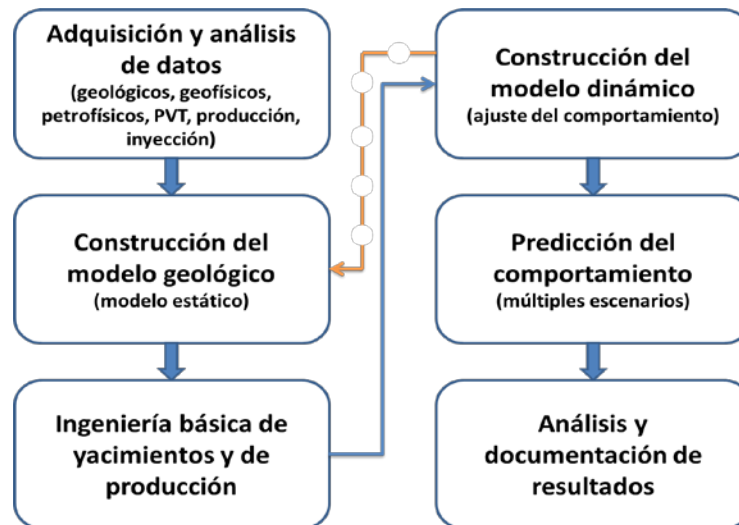 Adquisición y análisis
de datos
(geológicos, geofísicos,
petrofísicos, PVT, producción,
inyección)
Construcción del
modelo geológico
(modelo estático)
Ingeniería básica de
yacimientos y de
producción
Construcción del
modelo dinámico
(ajuste del comportamiento)
Predicción del
comportamiento
(múltiples escenarios)
Análisis y
documentación de
resultados